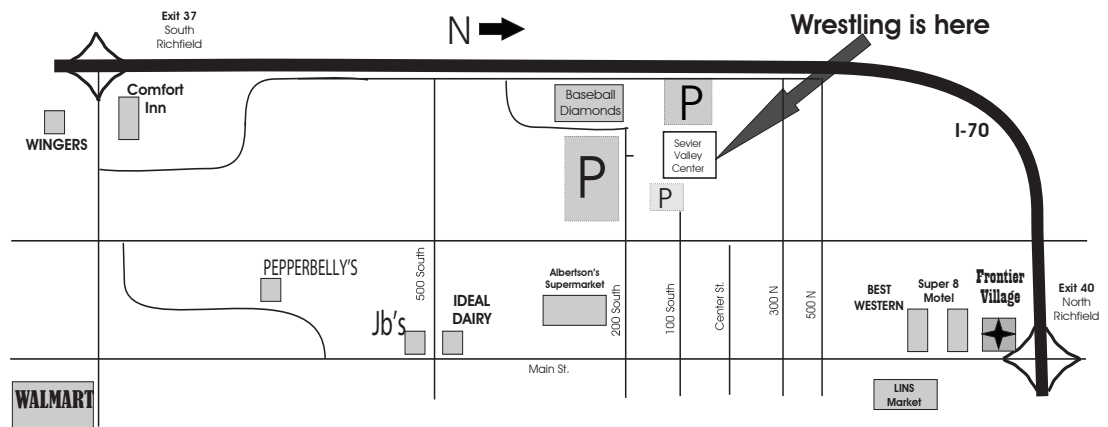 Exit 37
South
Richfield
N
Wrestling is here
Comfort
Inn
WINGERS
Baseball
Diamonds
P
I-70
Sevier
Valley
Center
P
P
PEPPERBELLY'S
500 South
Jb's
IDEAL
DAIRY
Albertson's
Supermarket
200 South
100 South
Center St.
300 N
500 N
BEST
WESTERN
Super 8
Motel
Frontier
Village
Exit 40
North
Richfield
Main St.
WALMART
LINS
Market